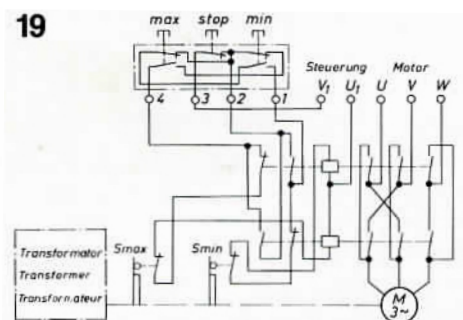 19
max stop min
Steuerung Motor
4 3 2 1 V1 U1 U V W
Transformator
Transformer
Transformateur
Smax Smin
M
3~